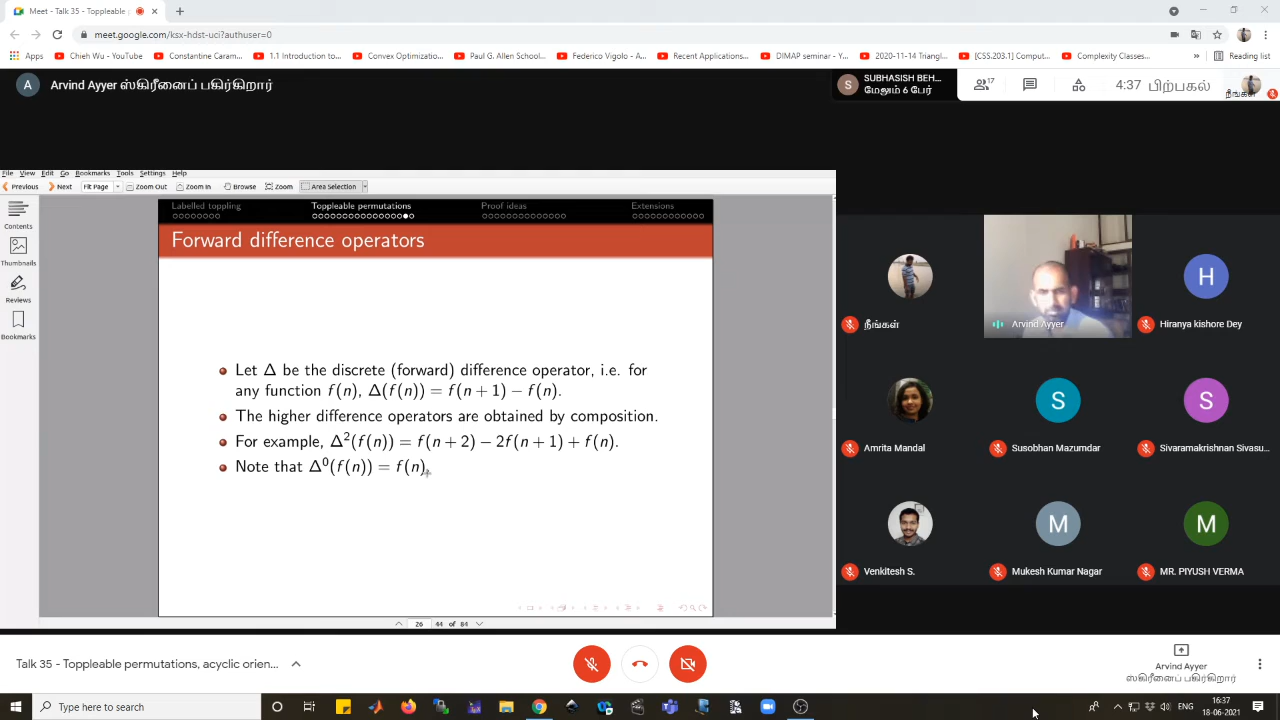 Meet - Talk 35 - Toppleable
meet.google.com/ksx-hdst-uci?authuser=0
Apps
Chieh Wu - YouTube
Constantine Caram...
1.1 Introduction to...
Convex Optimizatio...
Paul G. Allen School...
Federico Vigolo - A...
Recent Applications...
DIMAP seminar - Y...
2020-11-14 Triangl...
[CSS.203.1] Comput...
Complexity Classes...
»
Reading list
A
Arvind Ayyer ஸ்கிரீனைப் பகிர்கிறார்
S
SUBHASISH BEH...
மேலும் 6 பேர்
17
4:37 பிற்பகல்
நீங்கள்
File View Edit Go Bookmarks Tools Settings Help
Previous Next Fit Page Zoom Out Zoom In Browse Zoom Area Selection
Contents
Thumbnails
Reviews
Bookmarks
Labelled toppling
Toppleable permutations
Proof ideas
Extensions
Forward difference operators
Let Δ be the discrete (forward) difference operator, i.e. for
any function f(n), Δ(f(n)) = f(n + 1) − f(n).
The higher difference operators are obtained by composition.
For example, Δ²(f(n)) = f(n + 2) − 2f(n + 1) + f(n).
Note that Δ⁰(f(n)) = f(n)
26 44 of 84
நீங்கள்
Arvind Ayyer
H
Hiranya kishore Dey
Amrita Mandal
S
Susobhan Mazumdar
S
Sivaramakrishnan Sivasu...
Venkitesh S.
M
Mukesh Kumar Nagar
M
MR. PIYUSH VERMA
Talk 35 - Toppleable permutations, acyclic orien...
Arvind Ayyer
ஸ்கிரீனைப் பகிர்கிறார்
Type here to search
ENG
16:37
18-06-2021